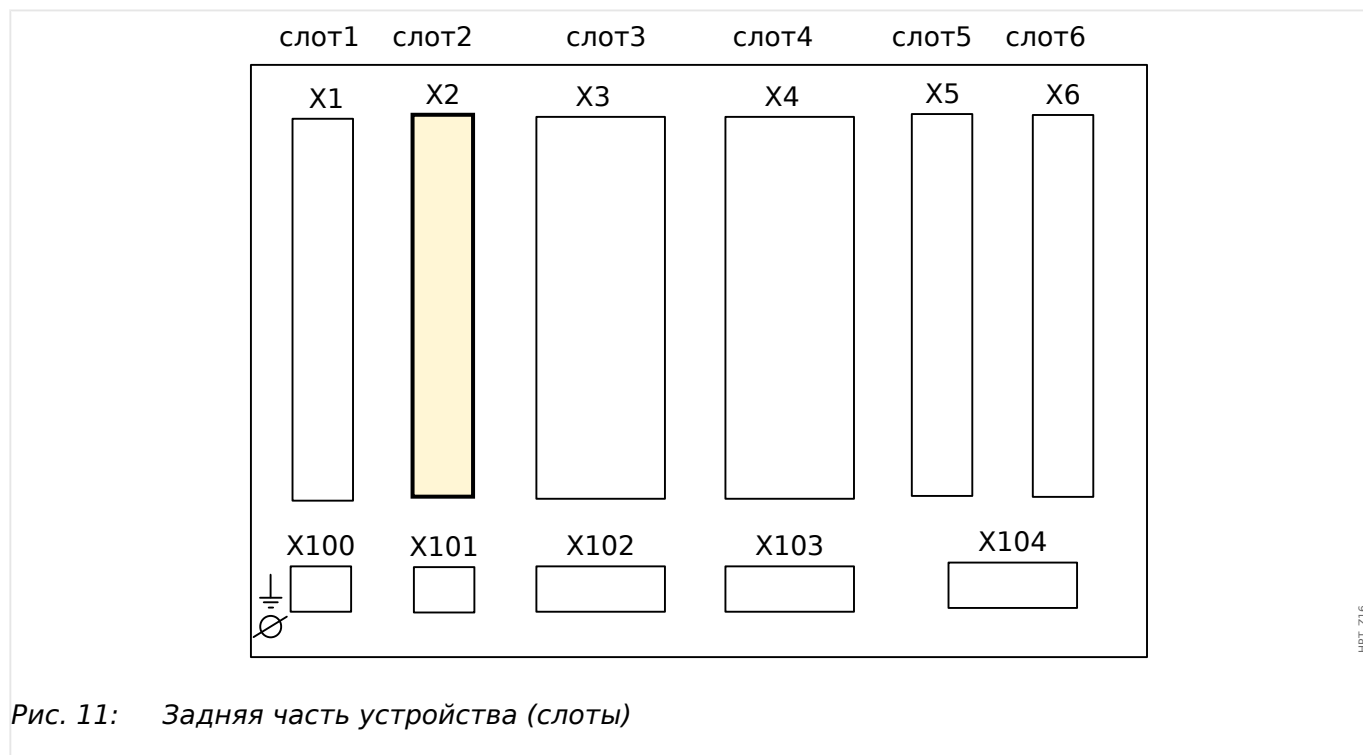 слот1 слот2 слот3 слот4 слот5 слот6
X1 X2 X3 X4 X5 X6
X100 X101 X102 X103 X104
HPT_Z16
Рис. 11: Задняя часть устройства (слоты)